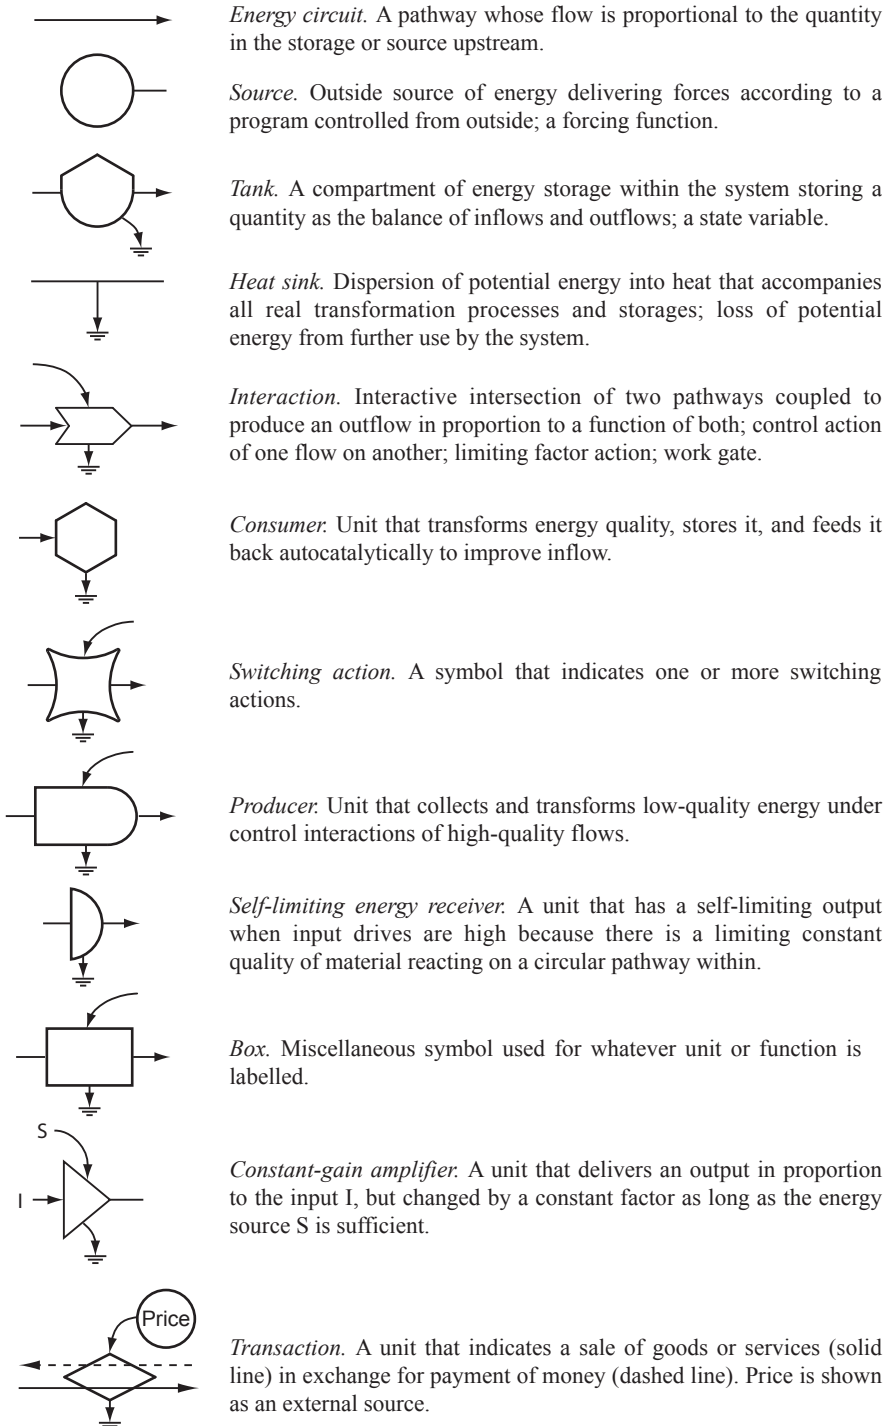 Energy circuit. A pathway whose flow is proportional to the quantity
in the storage or source upstream.
Source. Outside source of energy delivering forces according to a
program controlled from outside; a forcing function.
Tank. A compartment of energy storage within the system storing a
quantity as the balance of inflows and outflows; a state variable.
Heat sink. Dispersion of potential energy into heat that accompanies
all real transformation processes and storages; loss of potential
energy from further use by the system.
Interaction. Interactive intersection of two pathways coupled to
produce an outflow in proportion to a function of both; control action
of one flow on another; limiting factor action; work gate.
Consumer. Unit that transforms energy quality, stores it, and feeds it
back autocatalytically to improve inflow.
Switching action. A symbol that indicates one or more switching
actions.
Producer. Unit that collects and transforms low-quality energy under
control interactions of high-quality flows.
Self-limiting energy receiver. A unit that has a self-limiting output
when input drives are high because there is a limiting constant
quality of material reacting on a circular pathway within.
Box. Miscellaneous symbol used for whatever unit or function is
labelled.
S
I
Constant-gain amplifier. A unit that delivers an output in proportion
to the input I, but changed by a constant factor as long as the energy
source S is sufficient.
Price
Transaction. A unit that indicates a sale of goods or services (solid
line) in exchange for payment of money (dashed line). Price is shown
as an external source.